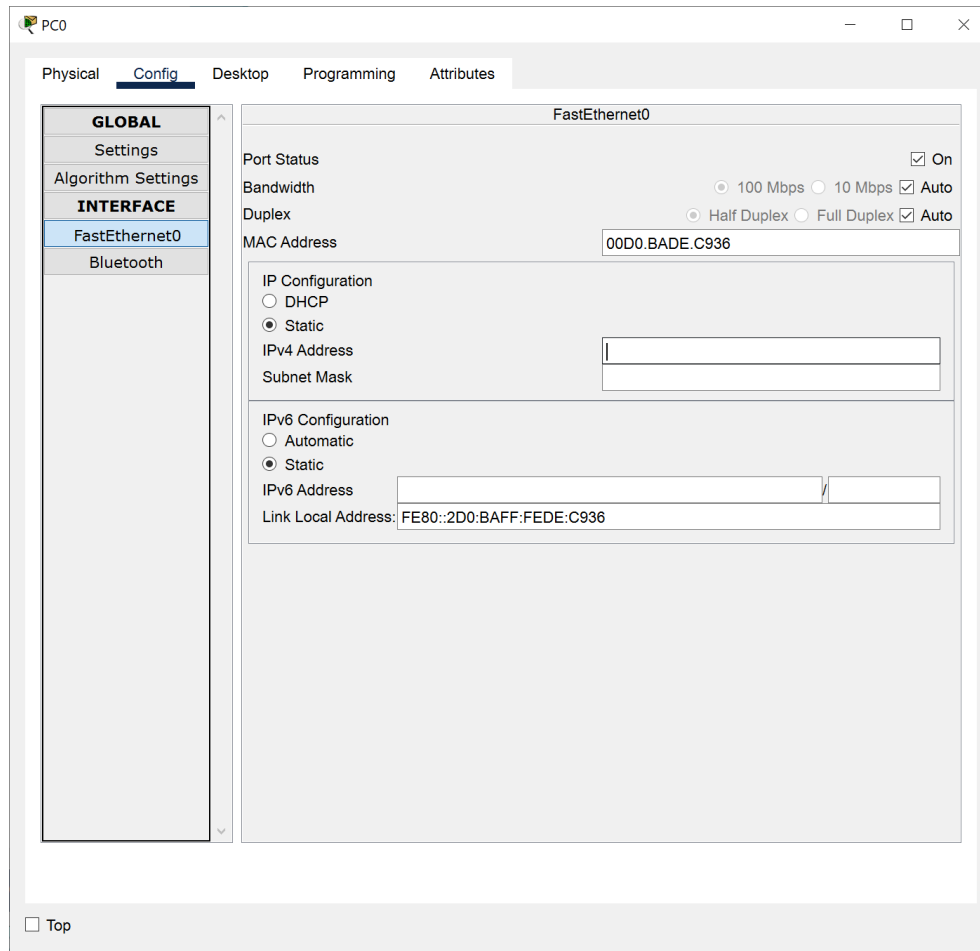 PC0
Physical Config Desktop Programming Attributes
GLOBAL
Settings
Algorithm Settings
INTERFACE
FastEthernet0
Bluetooth
FastEthernet0
Port Status On
Bandwidth 100 Mbps 10 Mbps Auto
Duplex Half Duplex Full Duplex Auto
MAC Address 00D0.BADE.C936
IP Configuration
DHCP
Static
IPv4 Address
Subnet Mask
IPv6 Configuration
Automatic
Static
IPv6 Address /
Link Local Address: FE80::2D0:BAFF:FEDE:C936
Top